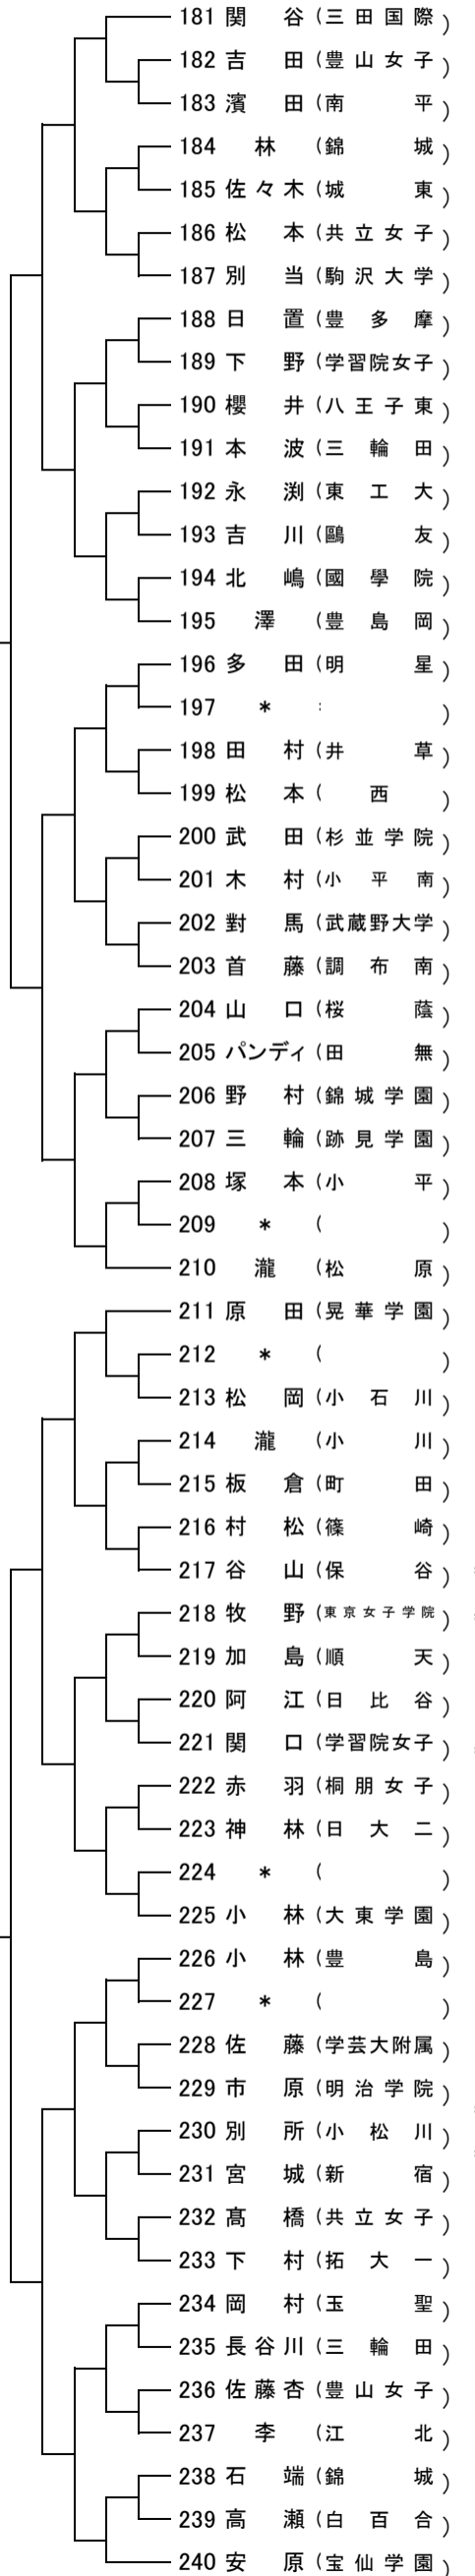 181 関谷(三田国際)
182 吉田(豊山女子)
183 濱田(南平)
184 林(錦城)
185 佐々木(城東)
186 松本(共立女子)
187 別当(駒沢大学)
188 日置(豊多摩)
189 下野(学習院女子)
190 櫻井(八王子東)
191 本波(三輪田)
192 永渕(東工大)
193 吉川(鷗友)
194 北嶋(國學院)
195 澤(豊島岡)
196 多田(明星)
197 *( )
198 田村(井草)
199 松本(西)
200 武田(杉並学院)
201 木村(小平南)
202 對馬(武蔵野大学)
203 首藤(調布南)
204 山口(桜蔭)
205 パンディ(田無)
206 野村(錦城学園)
207 三輪(跡見学園)
208 塚本(小平)
209 *( )
210 瀧(松原)
211 原田(晃華学園)
212 *( )
213 松岡(小石川)
214 瀧(小川)
215 板倉(町田)
216 村松(篠崎)
217 谷山(保谷)
218 牧野(東京女子学院)
219 加島(順天)
220 阿江(日比谷)
221 関口(学習院女子)
222 赤羽(桐朋女子)
223 神林(日大二)
224 *( )
225 小林(大東学園)
226 小林(豊島)
227 *( )
228 佐藤(学芸大附属)
229 市原(明治学院)
230 別所(小松川)
231 宮城(新宿)
232 髙橋(共立女子)
233 下村(拓大一)
234 岡村(玉聖)
235 長谷川(三輪田)
236 佐藤杏(豊山女子)
237 李(江北)
238 石端(錦城)
239 高瀬(白百合)
240 安原(宝仙学園)